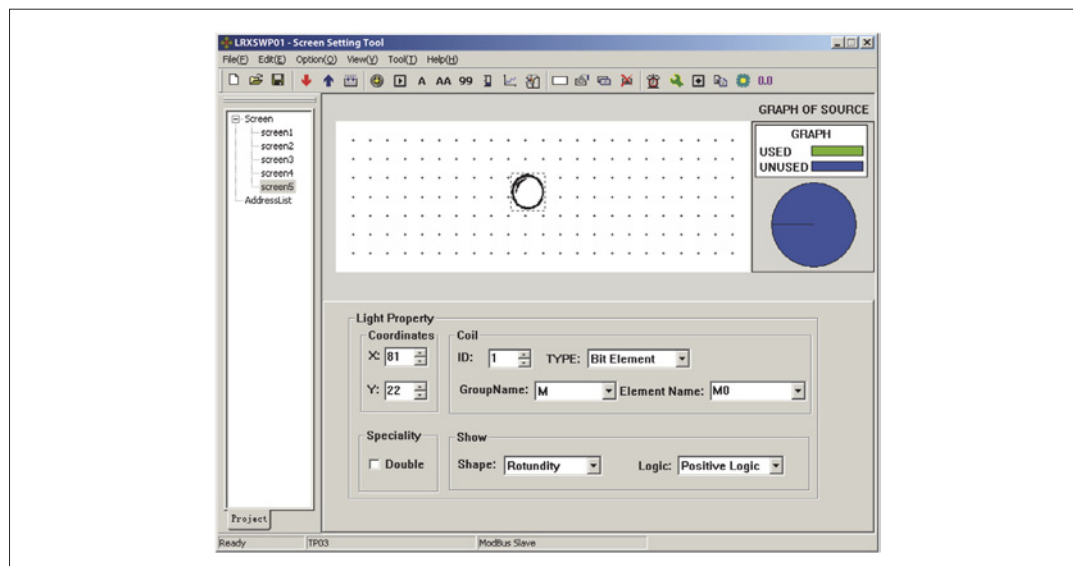 LRXSWP01 - Screen Setting Tool
File(F) Edit(E) Option(O) View(V) Tool(T) Help(H)
A AA 99 0.0
GRAPH OF SOURCE
Screen
screen1
screen2
screen3
screen4
screen5
AddressList
GRAPH
USED
UNUSED
Light Property
Coordinates
X: 81
Y: 22
Coil
ID: 1 TYPE: Bit Element
GroupName: M Element Name: M0
Speciality
Double
Show
Shape: Rotundity Logic: Positive Logic
Project
Ready TP03 ModBus Slave